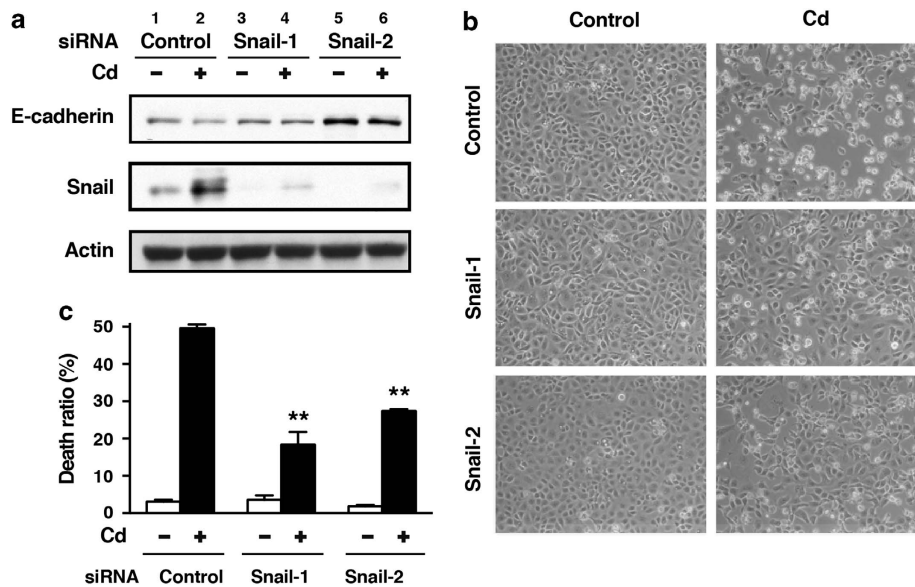 a
1 2 3 4 5 6
siRNA Control Snail-1 Snail-2
Cd – + – + – +
E-cadherin
Snail
Actin
b
Control Cd
Control
Snail-1
Snail-2
c
Death ratio (%)
50
40
30
20
10
0
** **
Cd – + – + – +
siRNA Control Snail-1 Snail-2